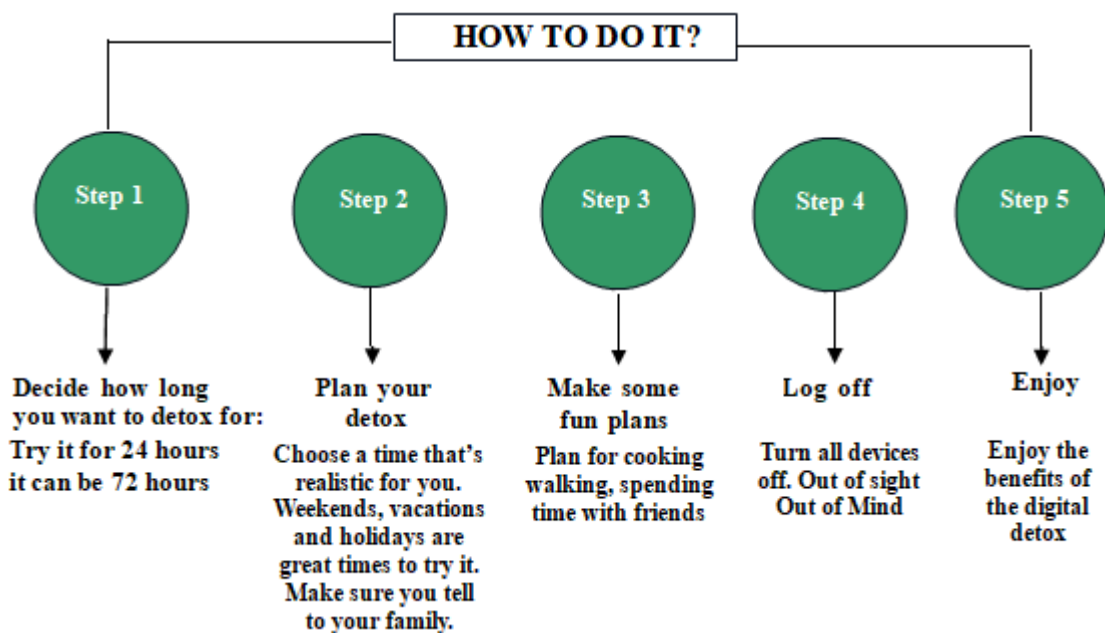 HOW TO DO IT?
Step 1
Decide how long
you want to detox for:
Try it for 24 hours
it can be 72 hours
Step 2
Plan your
detox
Choose a time that's
realistic for you.
Weekends, vacations
and holidays are
great times to try it.
Make sure you tell
to your family.
Step 3
Make some
fun plans
Plan for cooking
walking, spending
time with friends
Step 4
Log off
Turn all devices
off. Out of sight
Out of Mind
Step 5
Enjoy
Enjoy the
benefits of
the digital
detox